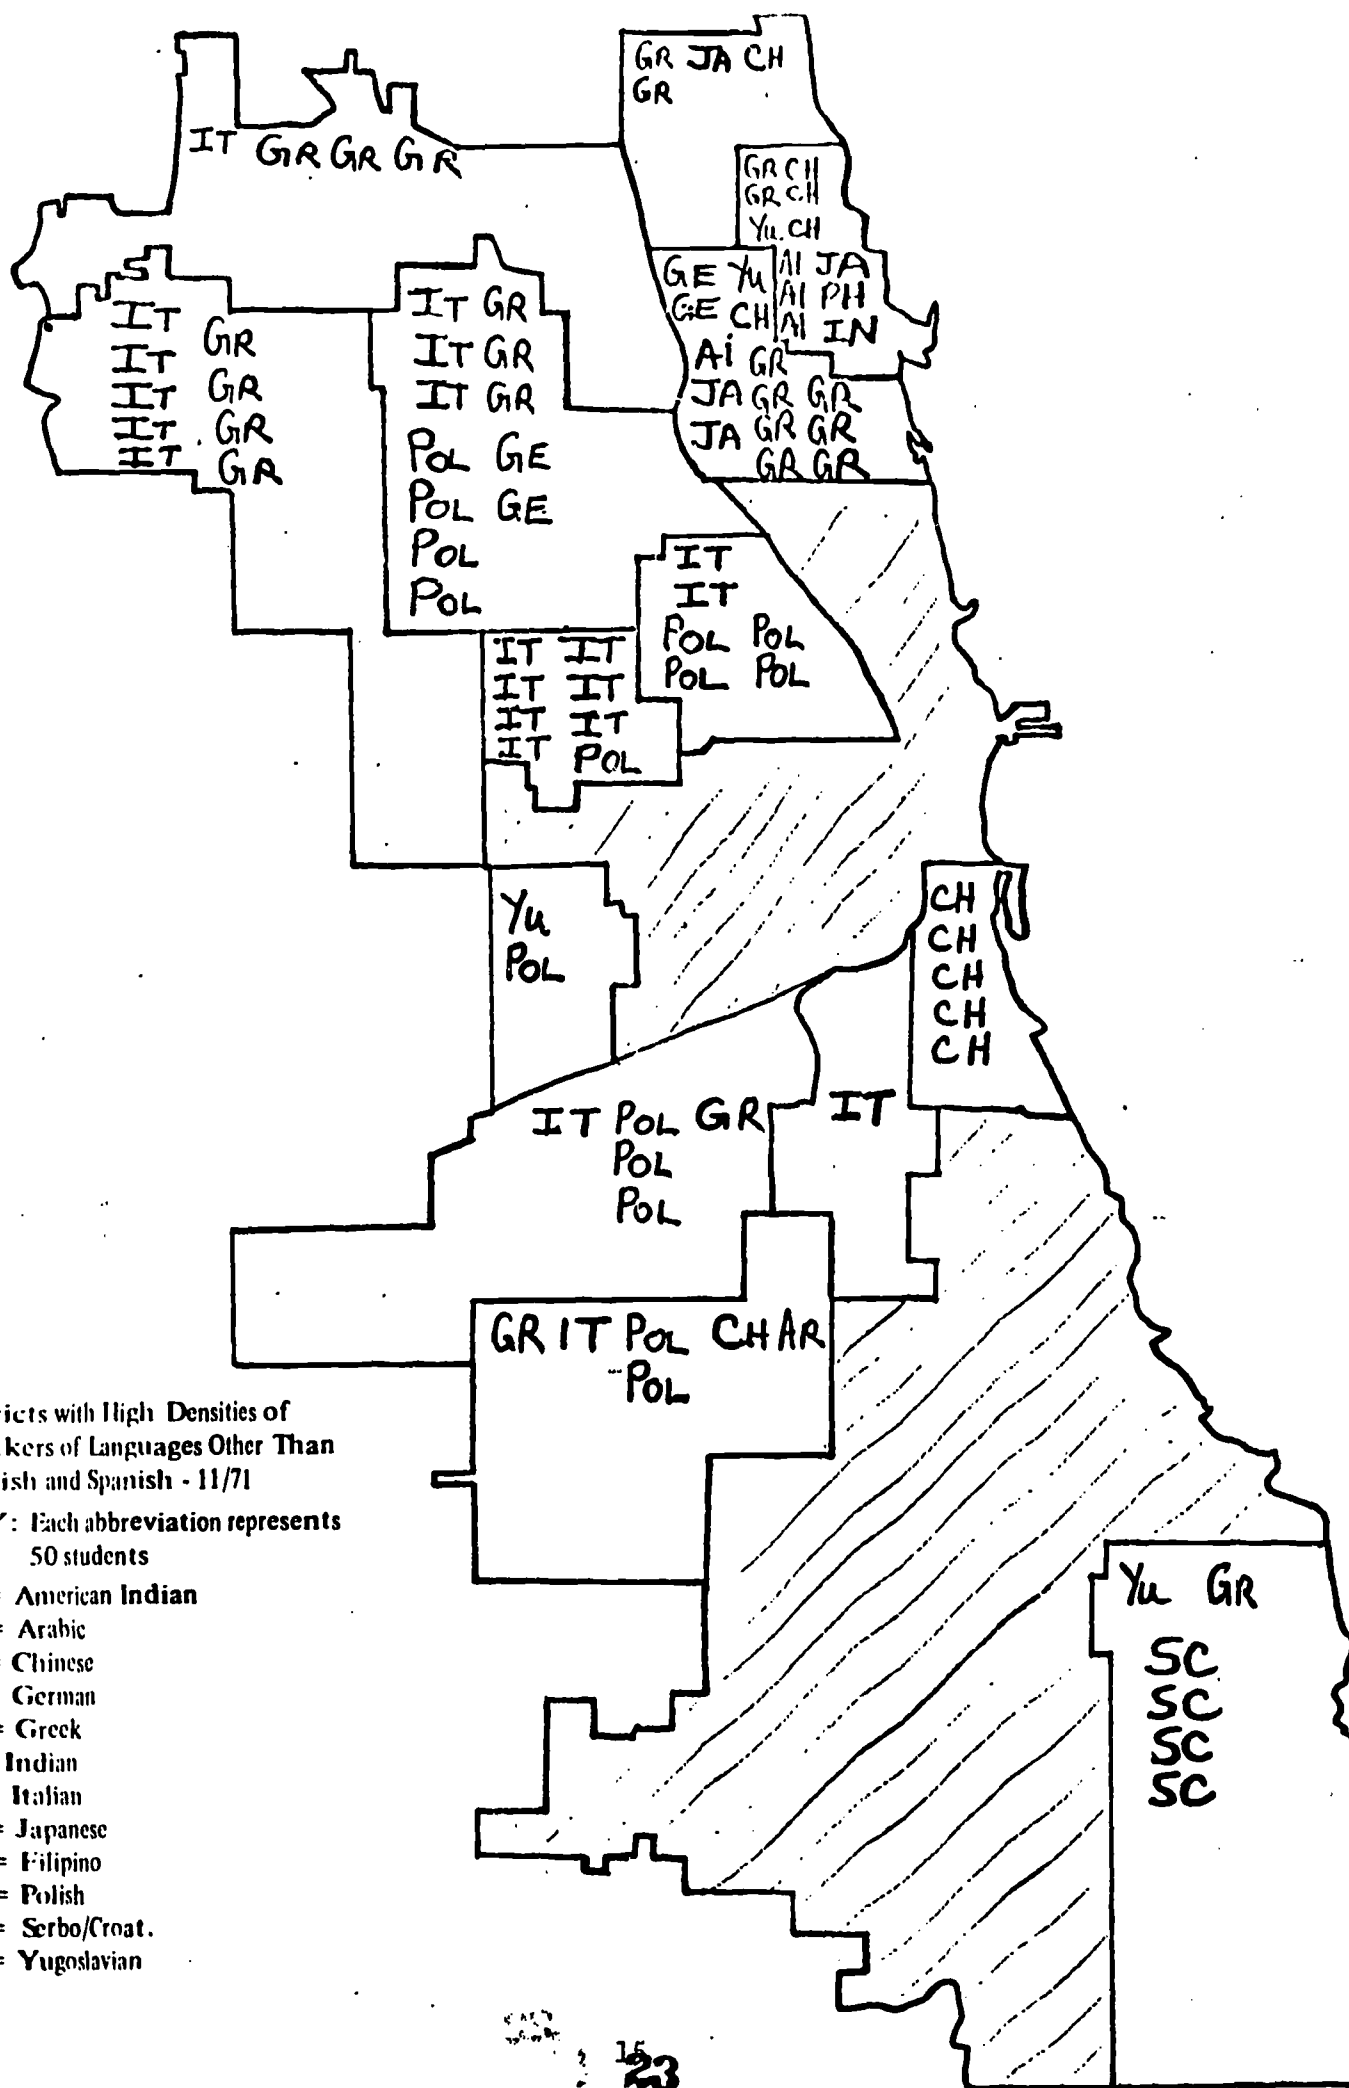 GR JA CH
GR
IT GR GR GR
GR CH
GR CH
Yu. CH
AI JA
AI PH
AI IN
GE Yu
GE CH
Ai GR
JA GR GR
JA GR GR
GR GR
IT
IT
IT
IT
IT
GR
GR
GR
GR
IT GR
IT GR
IT GR
POL GE
POL GE
POL
POL
IT
IT
POL POL
POL POL
IT IT
IT IT
IT IT
IT POL
Yu
POL
CH
CH
CH
CH
CH
IT POL GR
POL
POL
IT
GR IT POL CH AR
POL
icts with High Densities of
kers of Languages Other Than
ish and Spanish - 11/71
: Each abbreviation represents
50 students
American Indian
= Arabic
Chinese
German
= Greek
Indian
Italian
= Japanese
= Filipino
= Polish
= Serbo/Croat.
= Yugoslavian
Yu GR
SC
SC
SC
SC
15
23